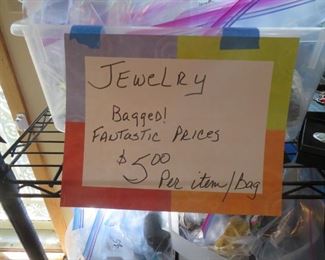 JEWELRY
BAGGED!
FANTASTIC PRICES
$5.00
Per item/Bag